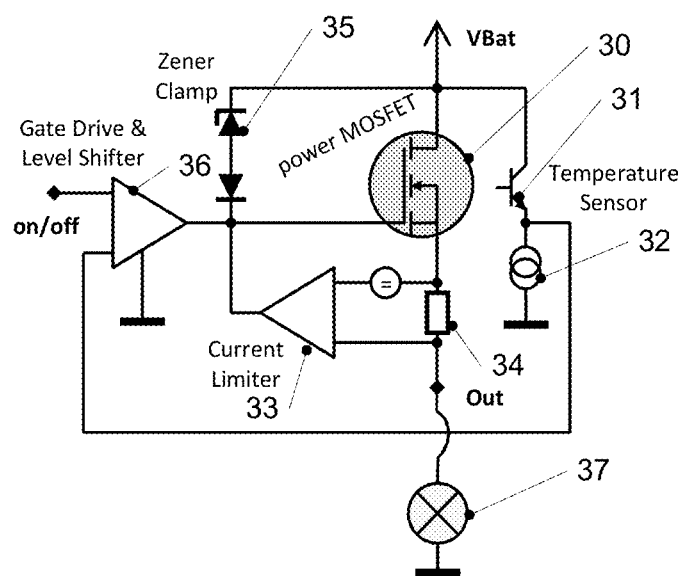 35
VBat
30
Zener
Clamp
31
power MOSFET
Gate Drive &
Level Shifter
36
Temperature
Sensor
on/off
32
=
Current
Limiter
33
34
Out
37